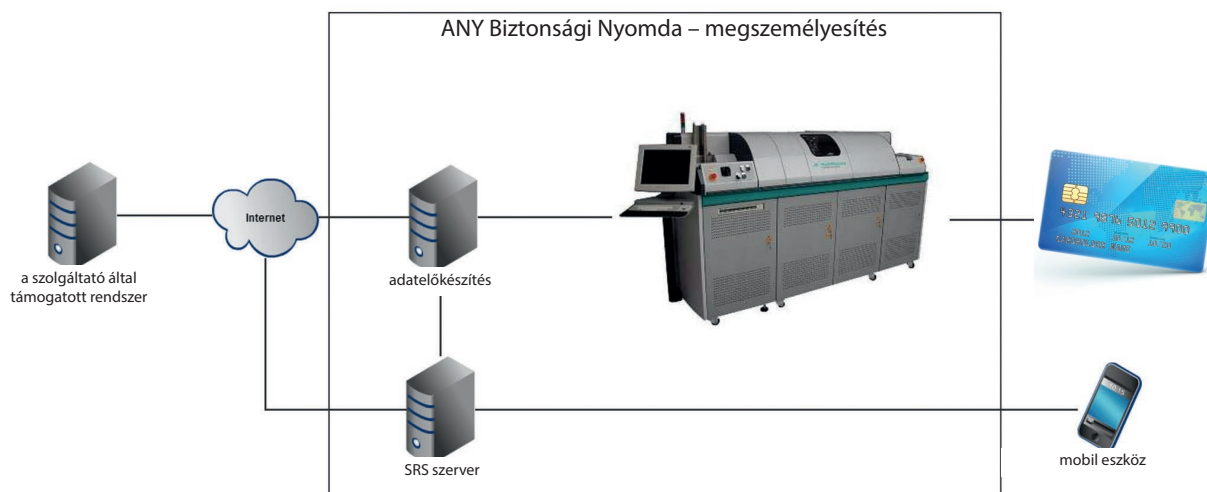 ANY Biztonsági Nyomda – megszemélyesítés
Internet
a szolgáltató által
támogatott rendszer
adatelőkészítés
SRS szerver
mobil eszköz